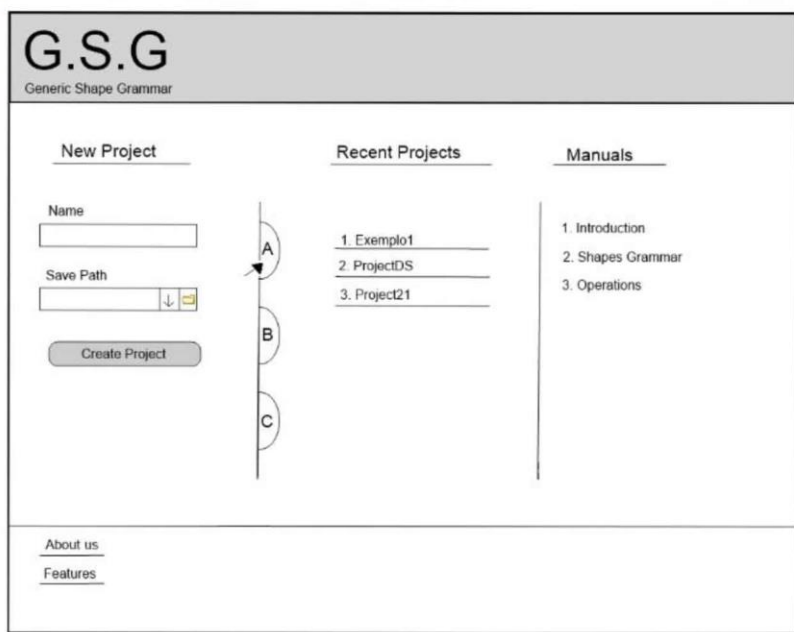 G.S.G
Generic Shape Grammar
New Project
Name
Save Path
Create Project
A
B
C
Recent Projects
1. Exemplo1
2. ProjectDS
3. Project21
Manuals
1. Introduction
2. Shapes Grammar
3. Operations
About us
Features